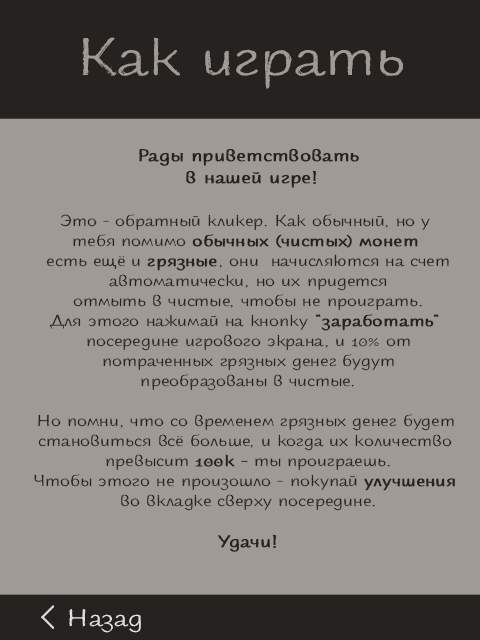 Как играть
Рады приветствовать
в нашей игре!
Это - обратный кликер. Как обычный, но у
тебя помимо обычных (чистых) монет
есть ещё и грязные, они начисляются на счет
автоматически, но их придется
отмыть в чистые, чтобы не проиграть.
Для этого нажимай на кнопку "заработать"
посередине игрового экрана, и 10% от
потраченных грязных денег будут
преобразованы в чистые.
Но помни, что со временем грязных денег будет
становиться всё больше, и когда их количество
превысит 100к - ты проиграешь.
Чтобы этого не произошло - покупай улучшения
во вкладке сверху посередине.
Удачи!
< Назад